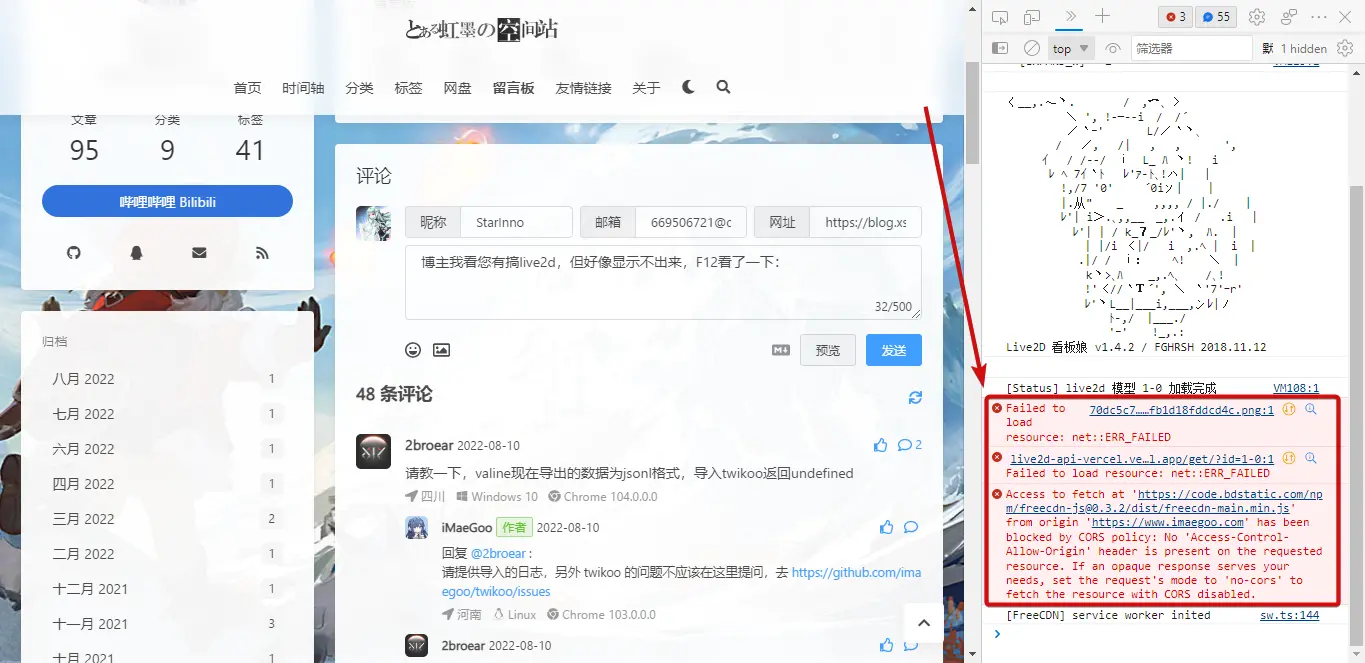 とある虹墨の空间站
首页 时间轴 分类 标签 网盘 留言板 友情链接 关于
文章 分类 标签
95 9 41
哔哩哔哩 Bilibili
归档
八月 2022 1
七月 2022 1
六月 2022 1
四月 2022 1
三月 2022 2
二月 2022 1
十二月 2021 1
十一月 2021 3
十月 2021 1
评论
昵称 StarInno 邮箱 669506721@c 网址 https://blog.xs
博主我看您有搞live2d，但好像显示不出来，F12看了一下：
32/500
预览 发送
48 条评论
2broear 2022-08-10 2
请教一下，valine现在导出的数据为jsonl格式，导入twikoo返回undefined
四川 Windows 10 Chrome 104.0.0.0
iMaeGoo 作者 2022-08-10
回复 @2broear :
请提供导入的日志，另外 twikoo 的问题不应该在这里提问，去 https://github.com/ima
egoo/twikoo/issues
河南 Linux Chrome 103.0.0.0
2broear 2022-08-10
3 55
top 筛选器 默 1 hidden
Live2D 看板娘 v1.4.2 / FGHRSH 2018.11.12
[Status] live2d 模型 1-0 加载完成 VM108:1
Failed to 70dc5c7……fb1d18fddcd4c.png:1
load
resource: net::ERR_FAILED
live2d-api-vercel.ve…l.app/get/?id=1-0:1
Failed to load resource: net::ERR_FAILED
Access to fetch at 'https://code.bdstatic.com/np
m/freecdn-js@0.3.2/dist/freecdn-main.min.js'
from origin 'https://www.imaegoo.com' has been
blocked by CORS policy: No 'Access-Control-
Allow-Origin' header is present on the requested
resource. If an opaque response serves your
needs, set the request's mode to 'no-cors' to
fetch the resource with CORS disabled.
[FreeCDN] service worker inited sw.ts:144